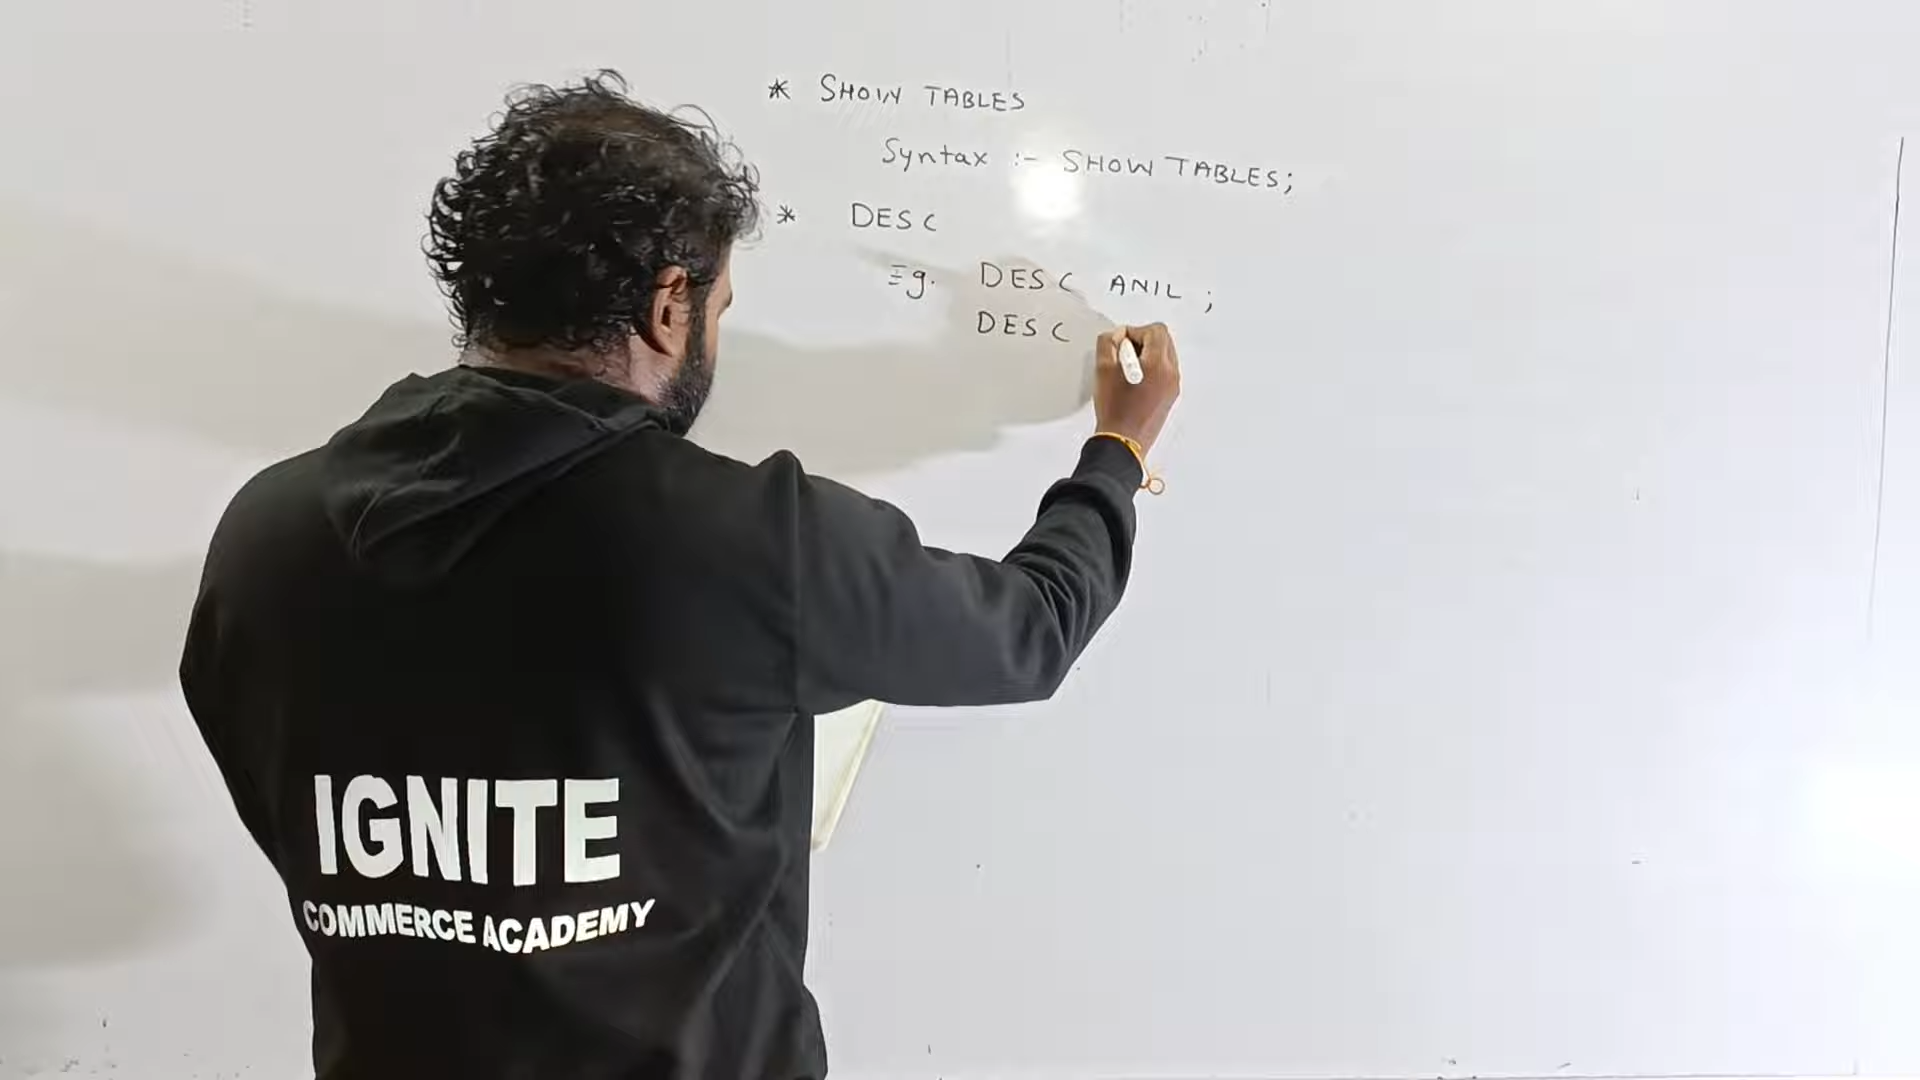 * SHOW TABLES
Syntax :- SHOW TABLES;
* DESC
Eg. DESC ANIL ;
DESC
IGNITE
COMMERCE ACADEMY